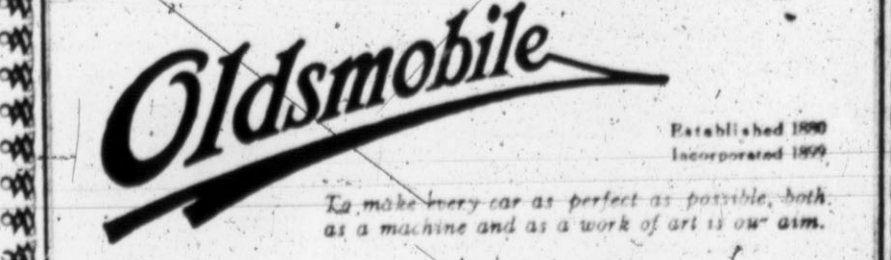 Oldsmobile
Established 1880
Incorporated 1899
To make every car as perfect as possible, both
as a machine and as a work of art is our aim.